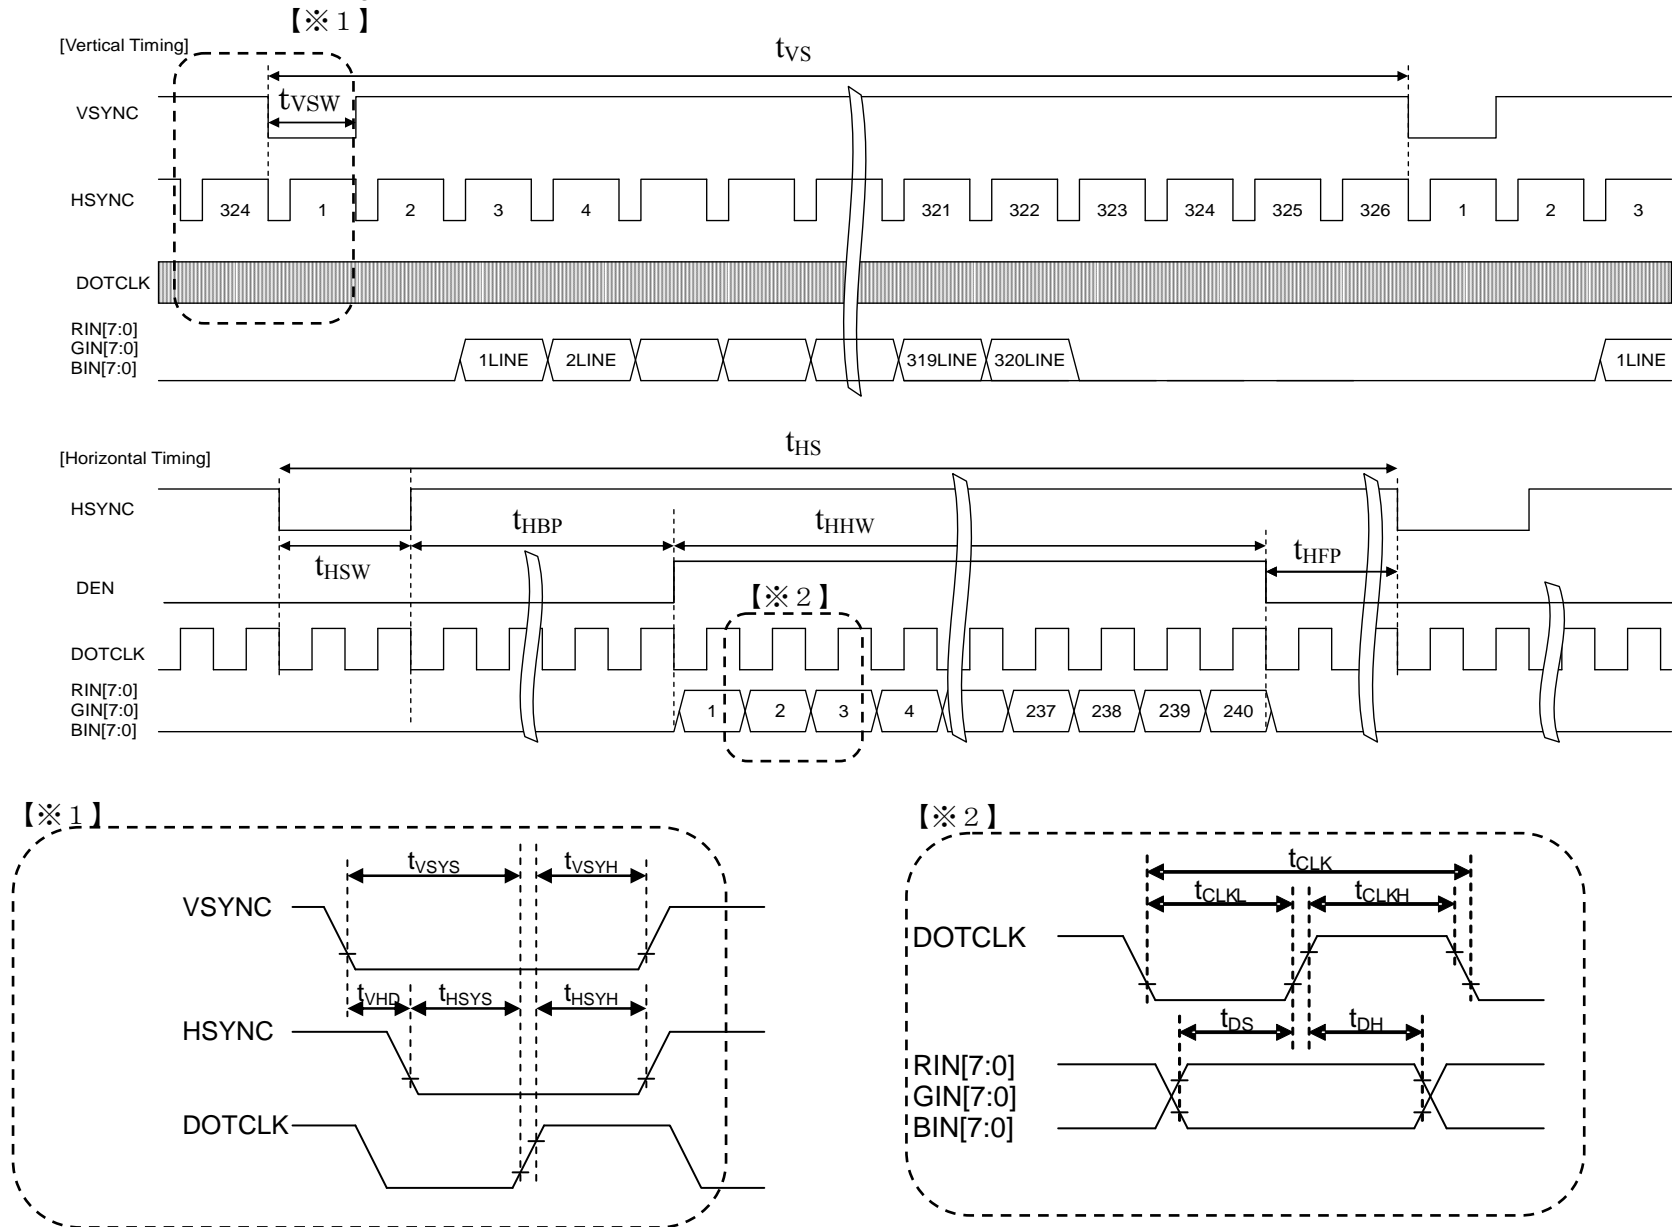 【※１】
[Vertical Timing]
tVS
tVSW
VSYNC
HSYNC
324 1 2 3 4 321 322 323 324 325 326 1 2 3
DOTCLK
RIN[7:0]
GIN[7:0]
BIN[7:0]
1LINE 2LINE 319LINE 320LINE 1LINE
[Horizontal Timing]
tHS
HSYNC
tHBP tHHW
tHSW tHFP
DEN
【※２】
DOTCLK
RIN[7:0]
GIN[7:0]
BIN[7:0]
1 2 3 4 237 238 239 240
【※１】
tVSYS tVSYH
VSYNC
tVHD tHSYS tHSYH
HSYNC
DOTCLK
【※２】
tCLK
tCLKL tCLKH
DOTCLK
tDS tDH
RIN[7:0]
GIN[7:0]
BIN[7:0]